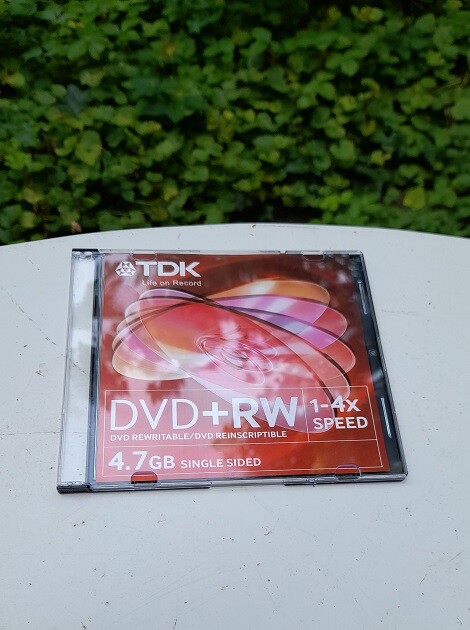 TDK
Life on Record
DVD+RW
1-4x
SPEED
DVD REWRITABLE/DVD REINSCRIPTIBLE
4.7GB SINGLE SIDED